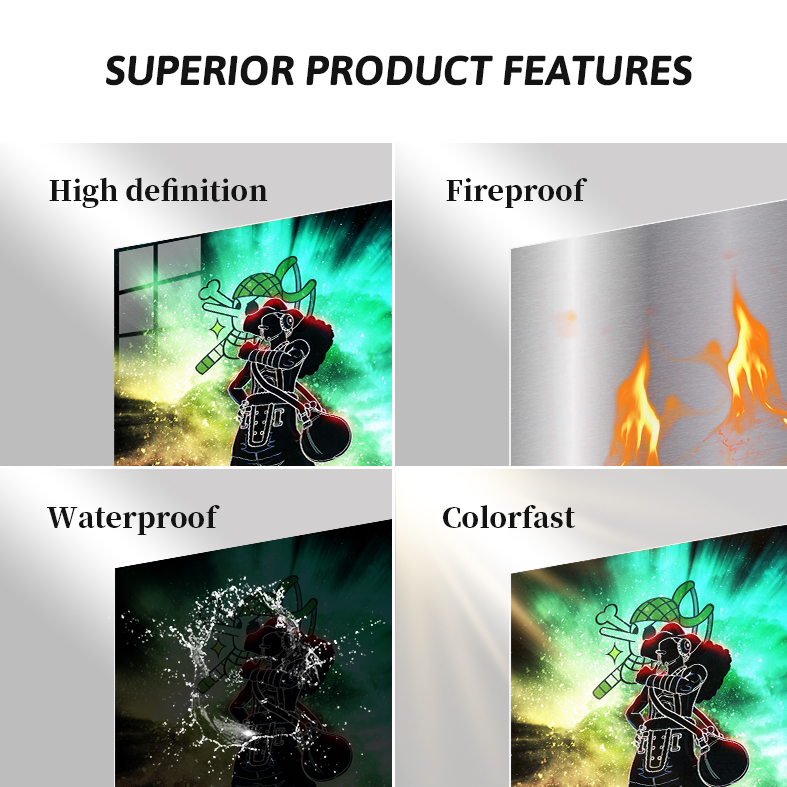 SUPERIOR PRODUCT FEATURES
High definition
Fireproof
Waterproof
Colorfast